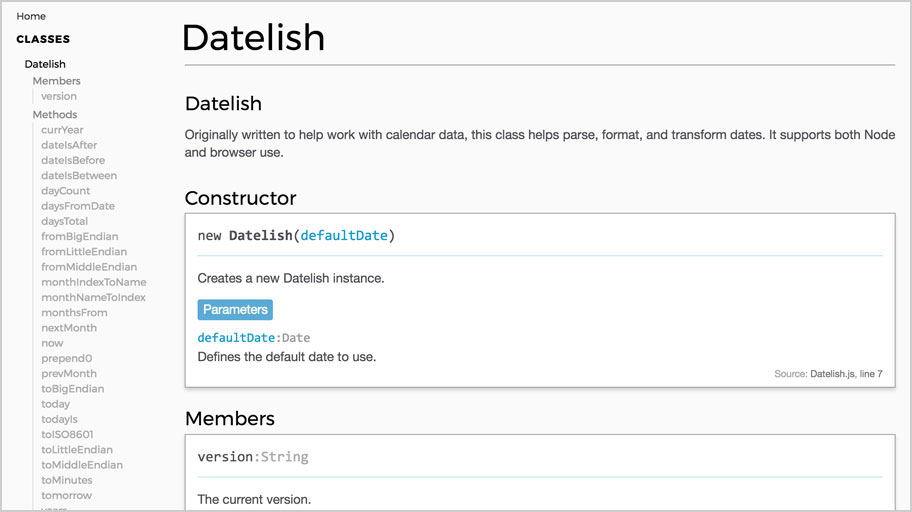 Home
CLASSES
Datelish
Members
version
Methods
currYear
dateIsAfter
dateIsBefore
dateIsBetween
dayCount
daysFromDate
daysTotal
fromBigEndian
fromLittleEndian
fromMiddleEndian
monthIndexToName
monthNameToIndex
monthsFrom
nextMonth
now
prepend0
prevMonth
toBigEndian
today
todayIs
toISO8601
toLittleEndian
toMiddleEndian
toMinutes
tomorrow
Datelish
Datelish
Originally written to help work with calendar data, this class helps parse, format, and transform dates. It supports both Node
and browser use.
Constructor
new Datelish(defaultDate)
Creates a new Datelish instance.
Parameters
defaultDate:Date
Defines the default date to use.
Source: Datelish.js, line 7
Members
version:String
The current version.